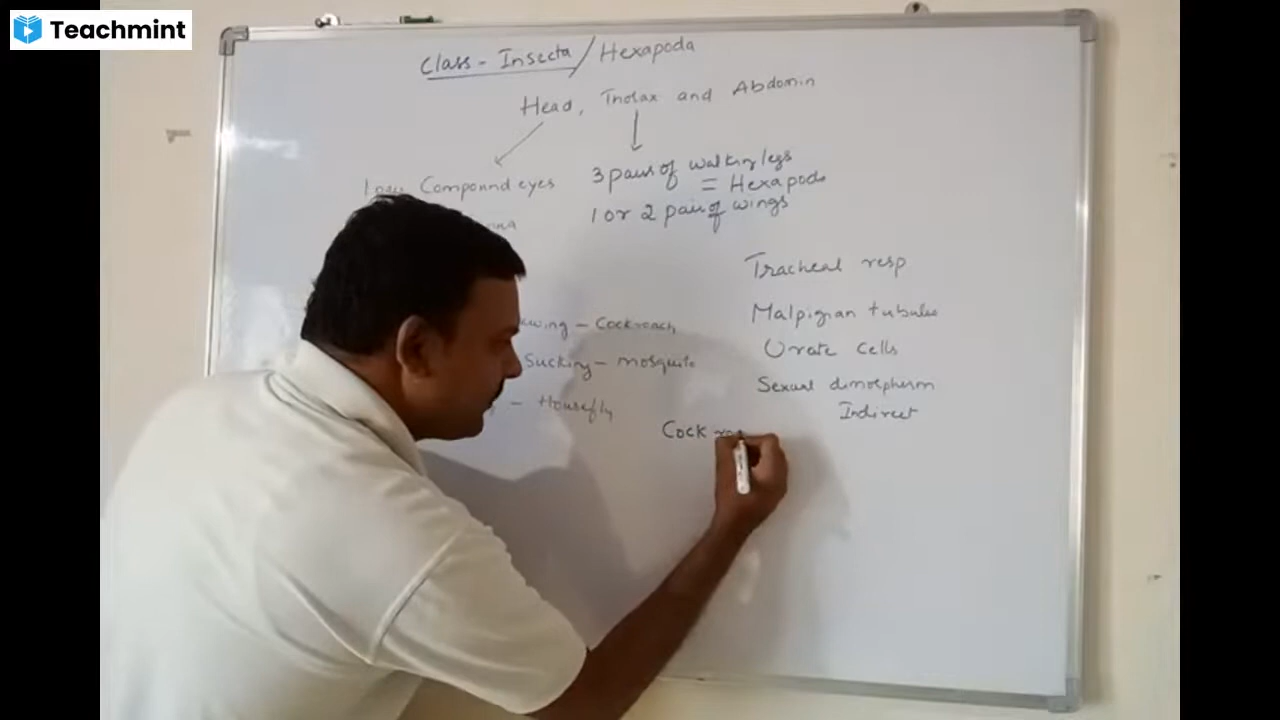 Teachmint
Class - Insecta / Hexapoda
Head, Thorax and Abdomin
Compound eyes
3 pair of walking legs
= Hexapoda
1 or 2 pair of wings
Tracheal resp
Malpigian tubules
Urate cells
Sexual dimorphism
Indirect
Cockroach
Sucking - mosquito
- Housefly
Cock